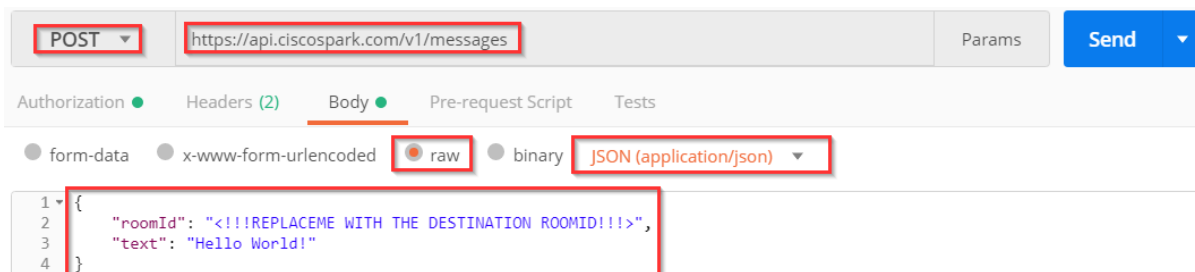 POST https://api.ciscospark.com/v1/messages Params Send
Authorization Headers (2) Body Pre-request Script Tests
form-data x-www-form-urlencoded raw binary JSON (application/json)
1 {
2 "roomId": "<!!!REPLACEME WITH THE DESTINATION ROOMID!!!>",
3 "text": "Hello World!"
4 }